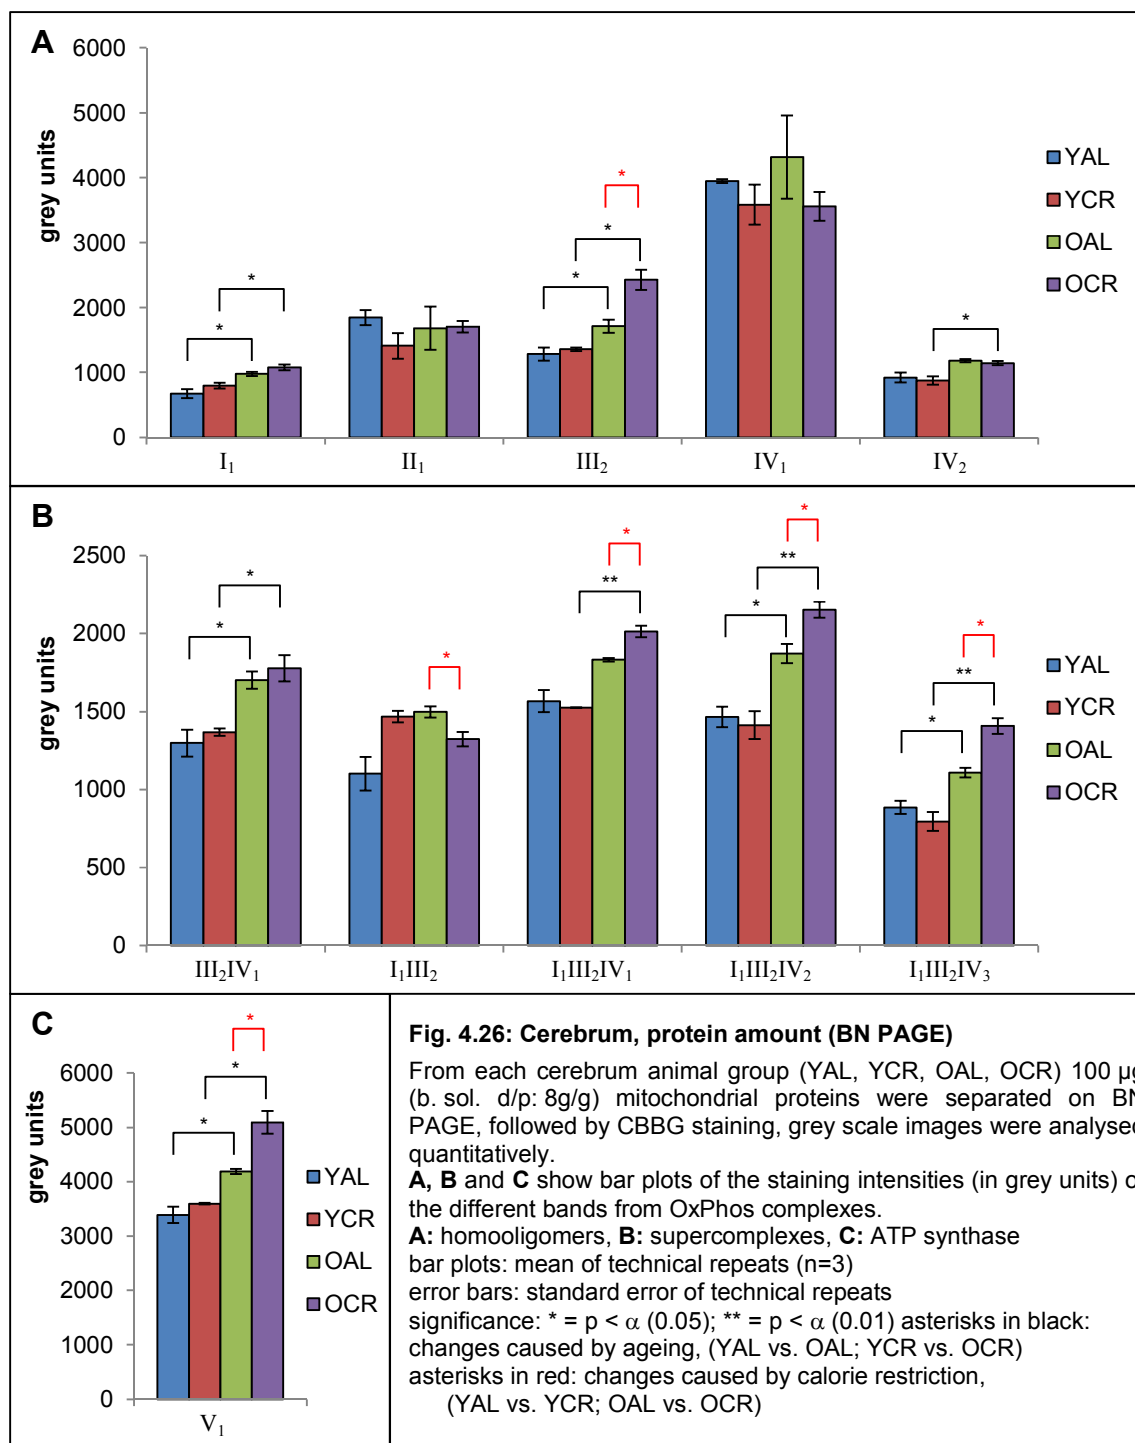 A
6000
5000
4000
3000
2000
1000
0
grey units
* * * * * *
I₁ II₁ III₂ IV₁ IV₂
YAL
YCR
OAL
OCR
B
2500
2000
1500
1000
500
0
grey units
* * * ** * * ** * * ** *
III₂IV₁ I₁III₂ I₁III₂IV₁ I₁III₂IV₂ I₁III₂IV₃
YAL
YCR
OAL
OCR
C
6000
5000
4000
3000
2000
1000
0
grey units
* * *
V₁
YAL
YCR
OAL
OCR
Fig. 4.26: Cerebrum, protein amount (BN PAGE)
From each cerebrum animal group (YAL, YCR, OAL, OCR) 100 µg
(b. sol. d/p: 8g/g) mitochondrial proteins were separated on BN
PAGE, followed by CBBG staining, grey scale images were analysed
quantitatively.
A, B and C show bar plots of the staining intensities (in grey units)
the different bands from OxPhos complexes.
A: homooligomers, B: supercomplexes, C: ATP synthase
bar plots: mean of technical repeats (n=3)
error bars: standard error of technical repeats
significance: * = p < α (0.05); ** = p < α (0.01) asterisks in black:
changes caused by ageing, (YAL vs. OAL; YCR vs. OCR)
asterisks in red: changes caused by calorie restriction,
(YAL vs. YCR; OAL vs. OCR)